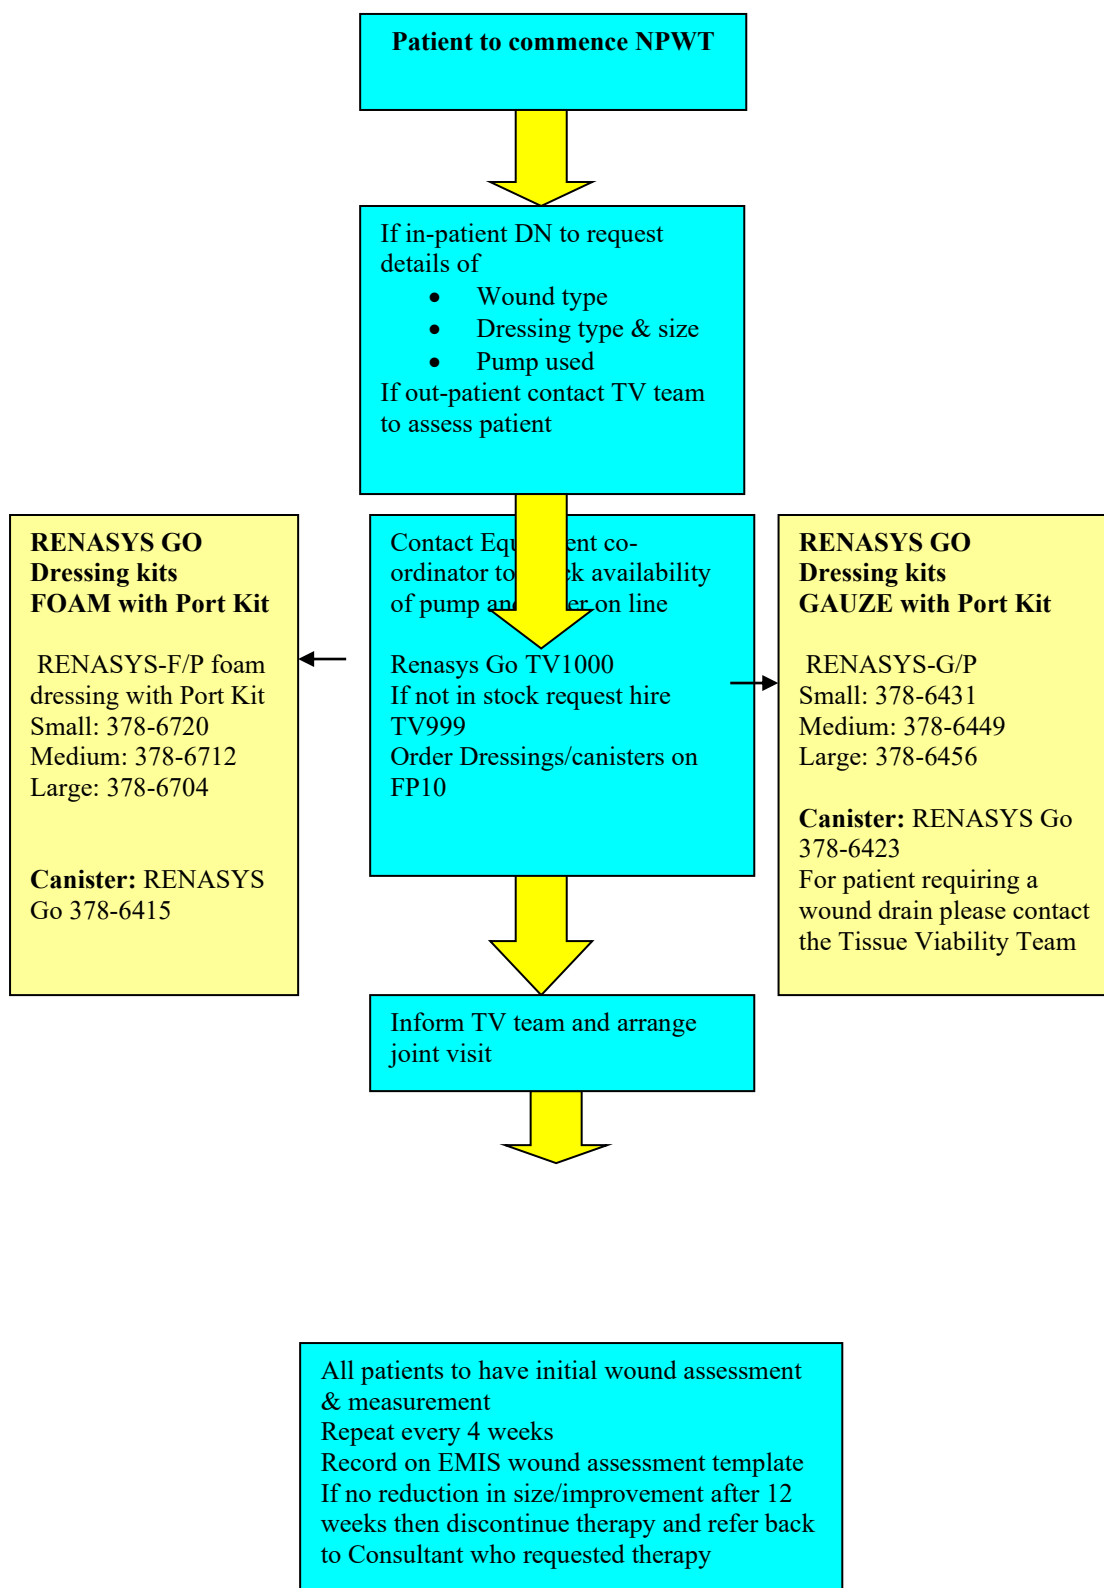 Patient to commence NPWT
If in-patient DN to request
details of
• Wound type
• Dressing type & size
• Pump used
If out-patient contact TV team
to assess patient
RENASYS GO
Dressing kits
FOAM with Port Kit
RENASYS-F/P foam
dressing with Port Kit
Small: 378-6720
Medium: 378-6712
Large: 378-6704
Canister: RENASYS
Go 378-6415
Contact Equipment co-
ordinator to availability
of pump and on line
Renasys Go TV1000
If not in stock request hire
TV999
Order Dressings/canisters on
FP10
RENASYS GO
Dressing kits
GAUZE with Port Kit
RENASYS-G/P
Small: 378-6431
Medium: 378-6449
Large: 378-6456
Canister: RENASYS Go
378-6423
For patient requiring a
wound drain please contact
the Tissue Viability Team
Inform TV team and arrange
joint visit
All patients to have initial wound assessment
& measurement
Repeat every 4 weeks
Record on EMIS wound assessment template
If no reduction in size/improvement after 12
weeks then discontinue therapy and refer back
to Consultant who requested therapy